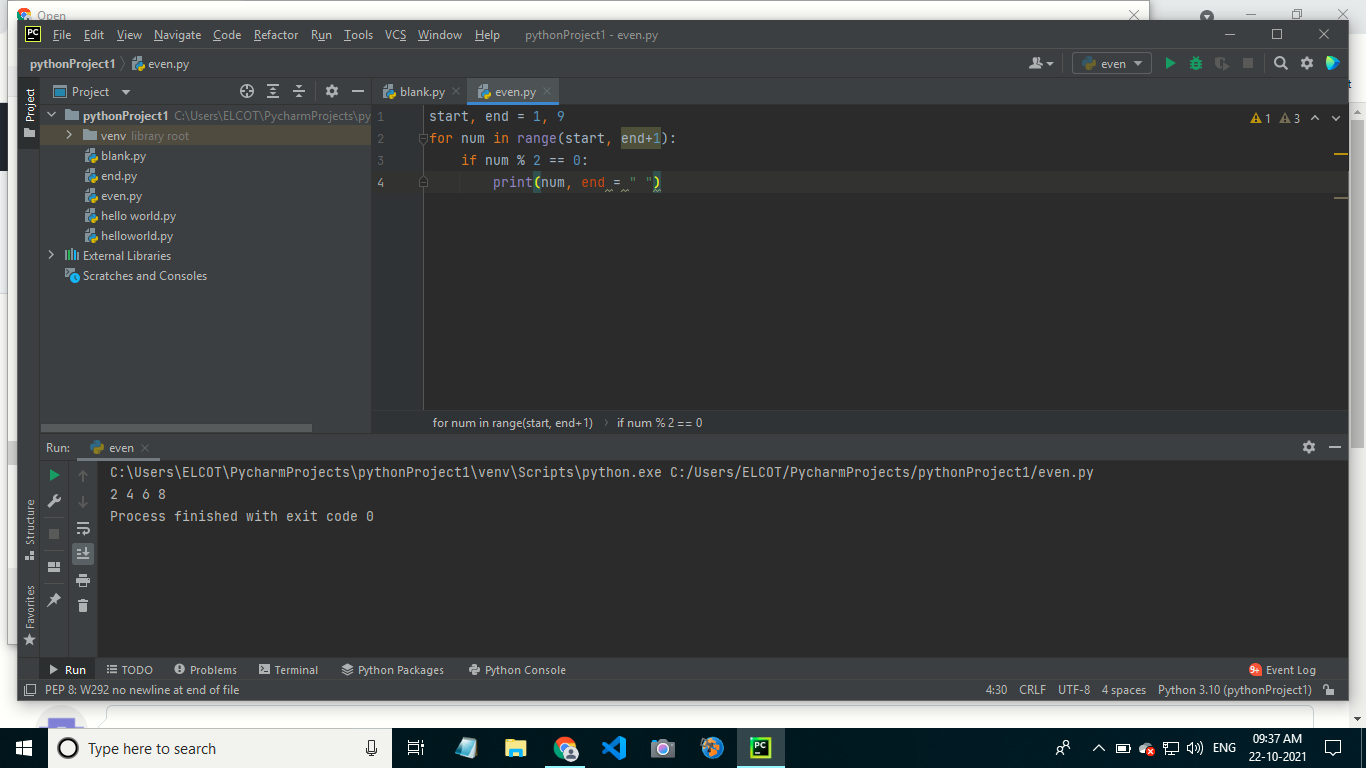 Open
PC File Edit View Navigate Code Refactor Run Tools VCS Window Help pythonProject1 - even.py
pythonProject1 even.py even
Project
Project blank.py even.py
pythonProject1 C:\Users\ELCOT\PycharmProjects\py
venv library root
blank.py
end.py
even.py
hello world.py
helloworld.py
External Libraries
Scratches and Consoles
1 start, end = 1, 9
2 for num in range(start, end+1):
3 if num % 2 == 0:
4 print(num, end = " ")
1 3
for num in range(start, end+1) if num % 2 == 0
Run: even
C:\Users\ELCOT\PycharmProjects\pythonProject1\venv\Scripts\python.exe C:/Users/ELCOT/PycharmProjects/pythonProject1/even.py
2 4 6 8
Process finished with exit code 0
Structure
Favorites
Run TODO Problems Terminal Python Packages Python Console 9+ Event Log
PEP 8: W292 no newline at end of file 4:30 CRLF UTF-8 4 spaces Python 3.10 (pythonProject1)
Type here to search PC ENG 09:37 AM
22-10-2021